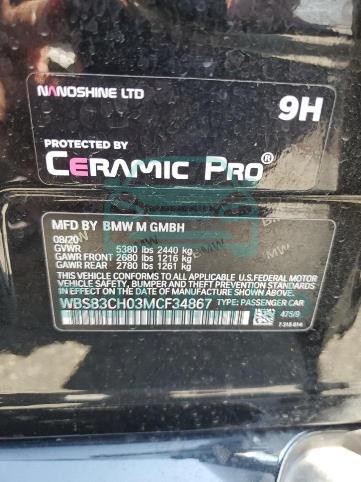 NANOSHINE LTD
9H
PROTECTED BY
CERAMIC PRO®
MFD BY BMW M GMBH
08/20
GVWR 5380 lbs 2440 kg
GAWR FRONT 2680 lbs 1216 kg
GAWR REAR 2780 lbs 1261 kg
THIS VEHICLE CONFORMS TO ALL APPLICABLE U.S.FEDERAL MOTOR
VEHICLE SAFETY, BUMPER, AND THEFT PREVENTION STANDARDS
IN EFFECT ON THE DATE OF MANUFACTURE SHOWN ABOVE.
WBS83CH03MCF34867 TYPE: PASSENGER CAR
475/9